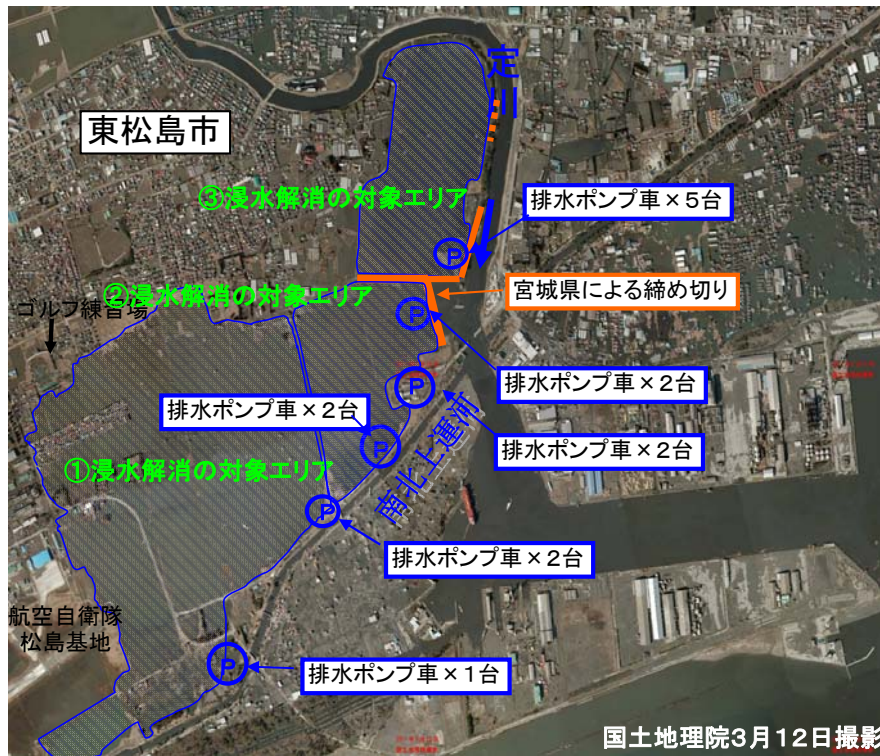 定川
東松島市
③浸水解消の対象エリア
排水ポンプ車×5台
P
②浸水解消の対象エリア
宮城県による締め切り
ゴルフ練習場
P
排水ポンプ車×2台
P
排水ポンプ車×2台
南北上運河
排水ポンプ車×2台
P
①浸水解消の対象エリア
P
排水ポンプ車×2台
航空自衛隊
松島基地
P
排水ポンプ車×1台
国土地理院3月12日撮影